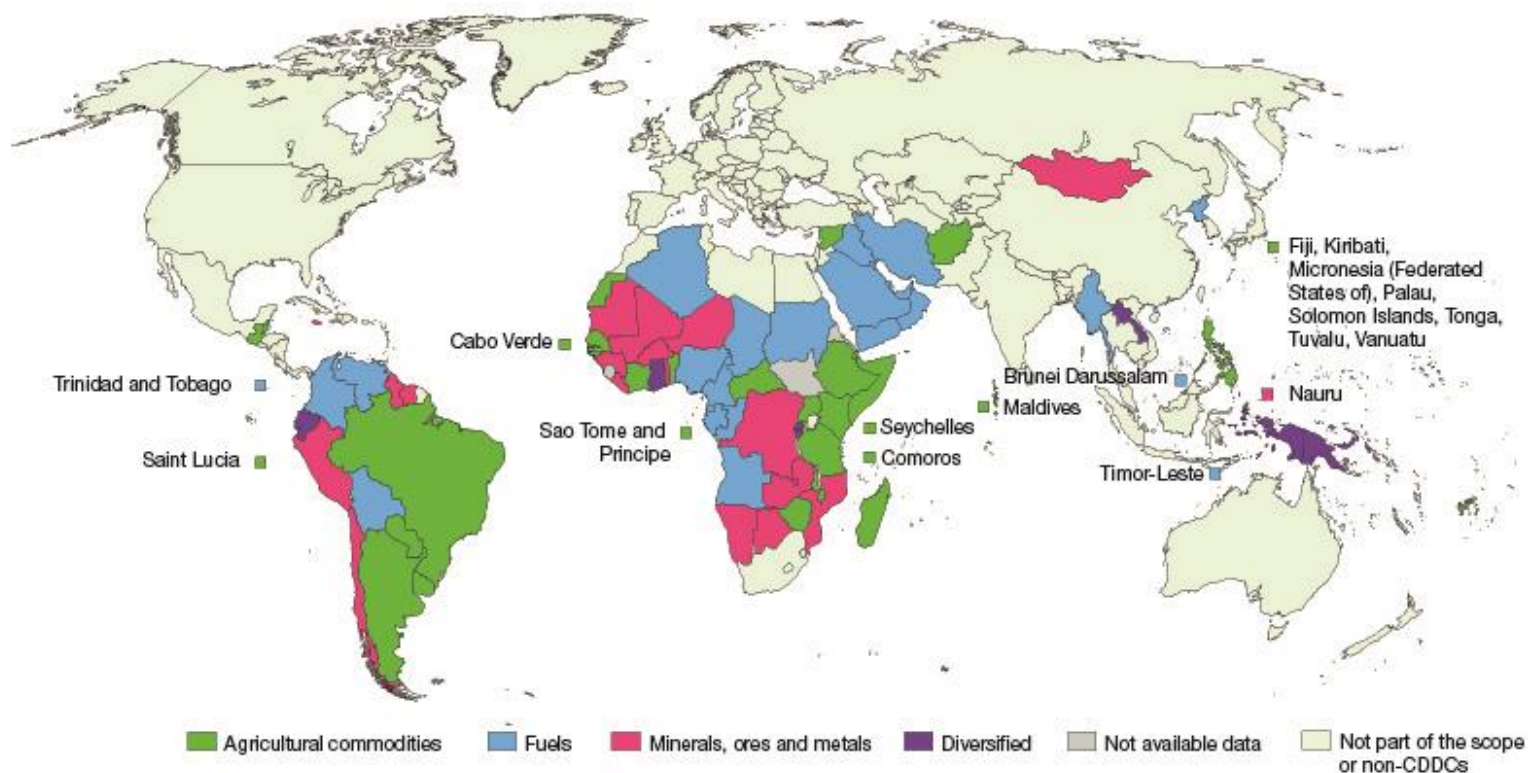 Fiji, Kiribati,
Micronesia (Federated
States of), Palau,
Solomon Islands, Tonga,
Tuvalu, Vanuatu
Cabo Verde
Trinidad and Tobago
Brunei Darussalam
Maldives
Nauru
Sao Tome and
Principe
Seychelles
Saint Lucia
Comoros
Timor-Leste
Agricultural commodities
Fuels
Minerals, ores and metals
Diversified
Not available data
Not part of the scope
or non-CDDCs